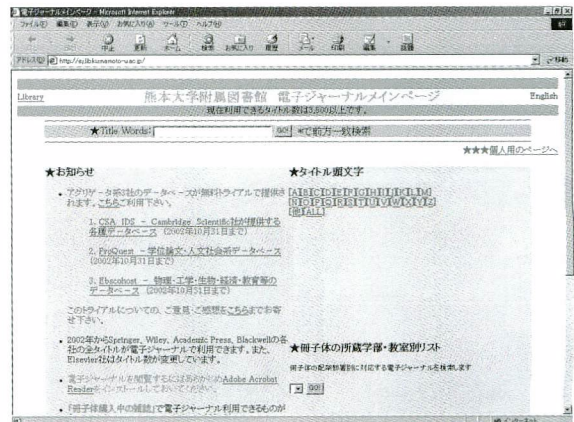 電子ジャーナルメインページ - Microsoft Internet Explorer
ファイル(F) 編集(E) 表示(V) お気に入り(A) ツール(T) ヘルプ(H)
中止 更新 ホーム 検索 お気に入り 履歴 メール 印刷 編集
アドレス(D) http://ej.lib.kumamoto-u.ac.jp/ 移動
Library 熊本大学附属図書館 電子ジャーナルメインページ English
現在利用できるタイトル数は3,500以上です。
★Title Words: GO! *で前方一致検索
★★★個人用のページへ
★お知らせ
• アグリゲータ系3社のデータベースが無料トライアルで提供さ
れます。こちらご利用下さい。
1. CSA IDS - Cambridge Scientific社が提供する
各種データベース (2002年10月31日まで)
2. ProQuest - 学位論文・人文社会系データベース
(2002年10月31日まで)
3. Ebscohost - 物理・工学・生物・経済・教育等の
データベース (2002年10月31日まで)
このトライアルについての、ご意見・ご感想をこちらまでお寄
せ下さい。
• 2002年からSpringer, Wiley, Academic Press, Blackwellの各
社の全タイトルが電子ジャーナルで利用できます。また、
Elsevier社はタイトル数が変更しています。
• 電子ジャーナルを閲覧するにはあらかじめAdobe Acrobat
Readerをインストールしておいてください。
• 「冊子体購入中の雑誌」で電子ジャーナル利用できるものが
★タイトル頭文字
[A|B|C|D|E|F|G|H|I|J|K|L|M]
[N|O|P|Q|R|S|T|U|V|W|X|Y|Z]
[他|ALL]
★冊子体の所蔵学部・教室別リスト
冊子体の配架部署別に対応する電子ジャーナルを検索します
GO!